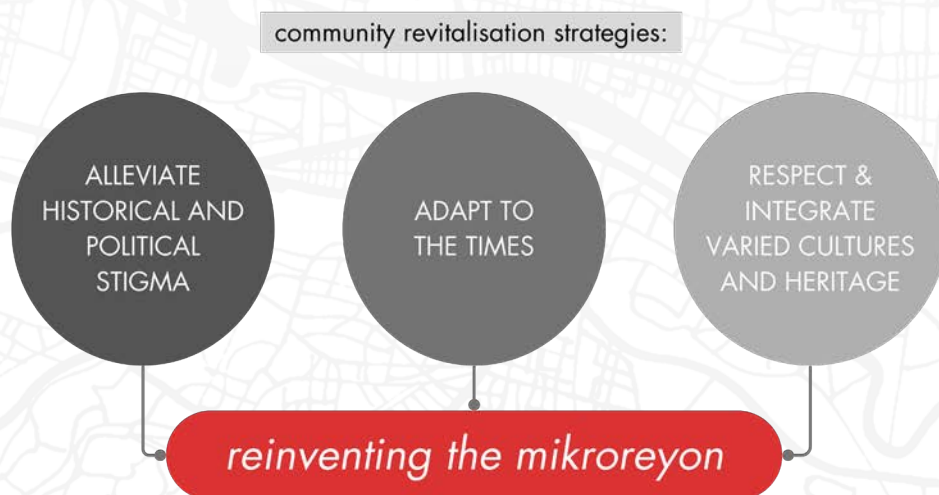 community revitalisation strategies:
ALLEVIATE
HISTORICAL AND
POLITICAL
STIGMA
ADAPT TO
THE TIMES
RESPECT &
INTEGRATE
VARIED CULTURES
AND HERITAGE
reinventing the mikroreyon